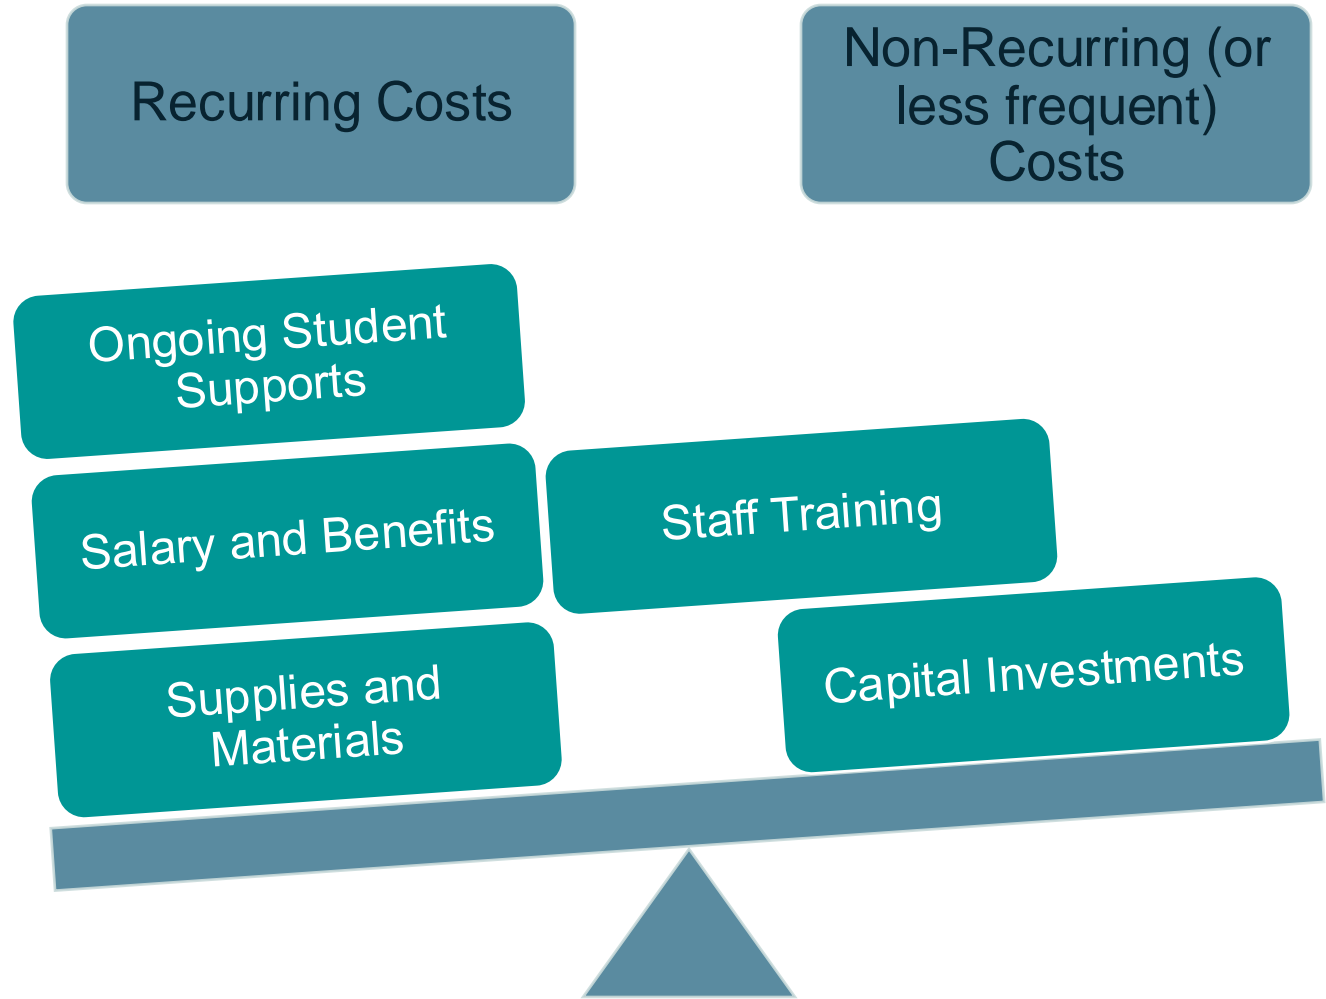 Recurring Costs
Non-Recurring (or
less frequent)
Costs
Ongoing Student
Supports
Salary and Benefits
Staff Training
Supplies and
Materials
Capital Investments